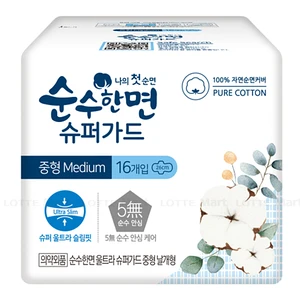 나의 첫 순면
순수한면
슈퍼가드
100% 자연순면커버
PURE COTTON
중형 Medium 16개입 28cm
Ultra Slim
슈퍼 울트라 슬림핏
5無
순수 안심
5無 순수 안심 케어
의약외품 순수한면 울트라 슈퍼가드 중형 날개형
LOTTE Mart